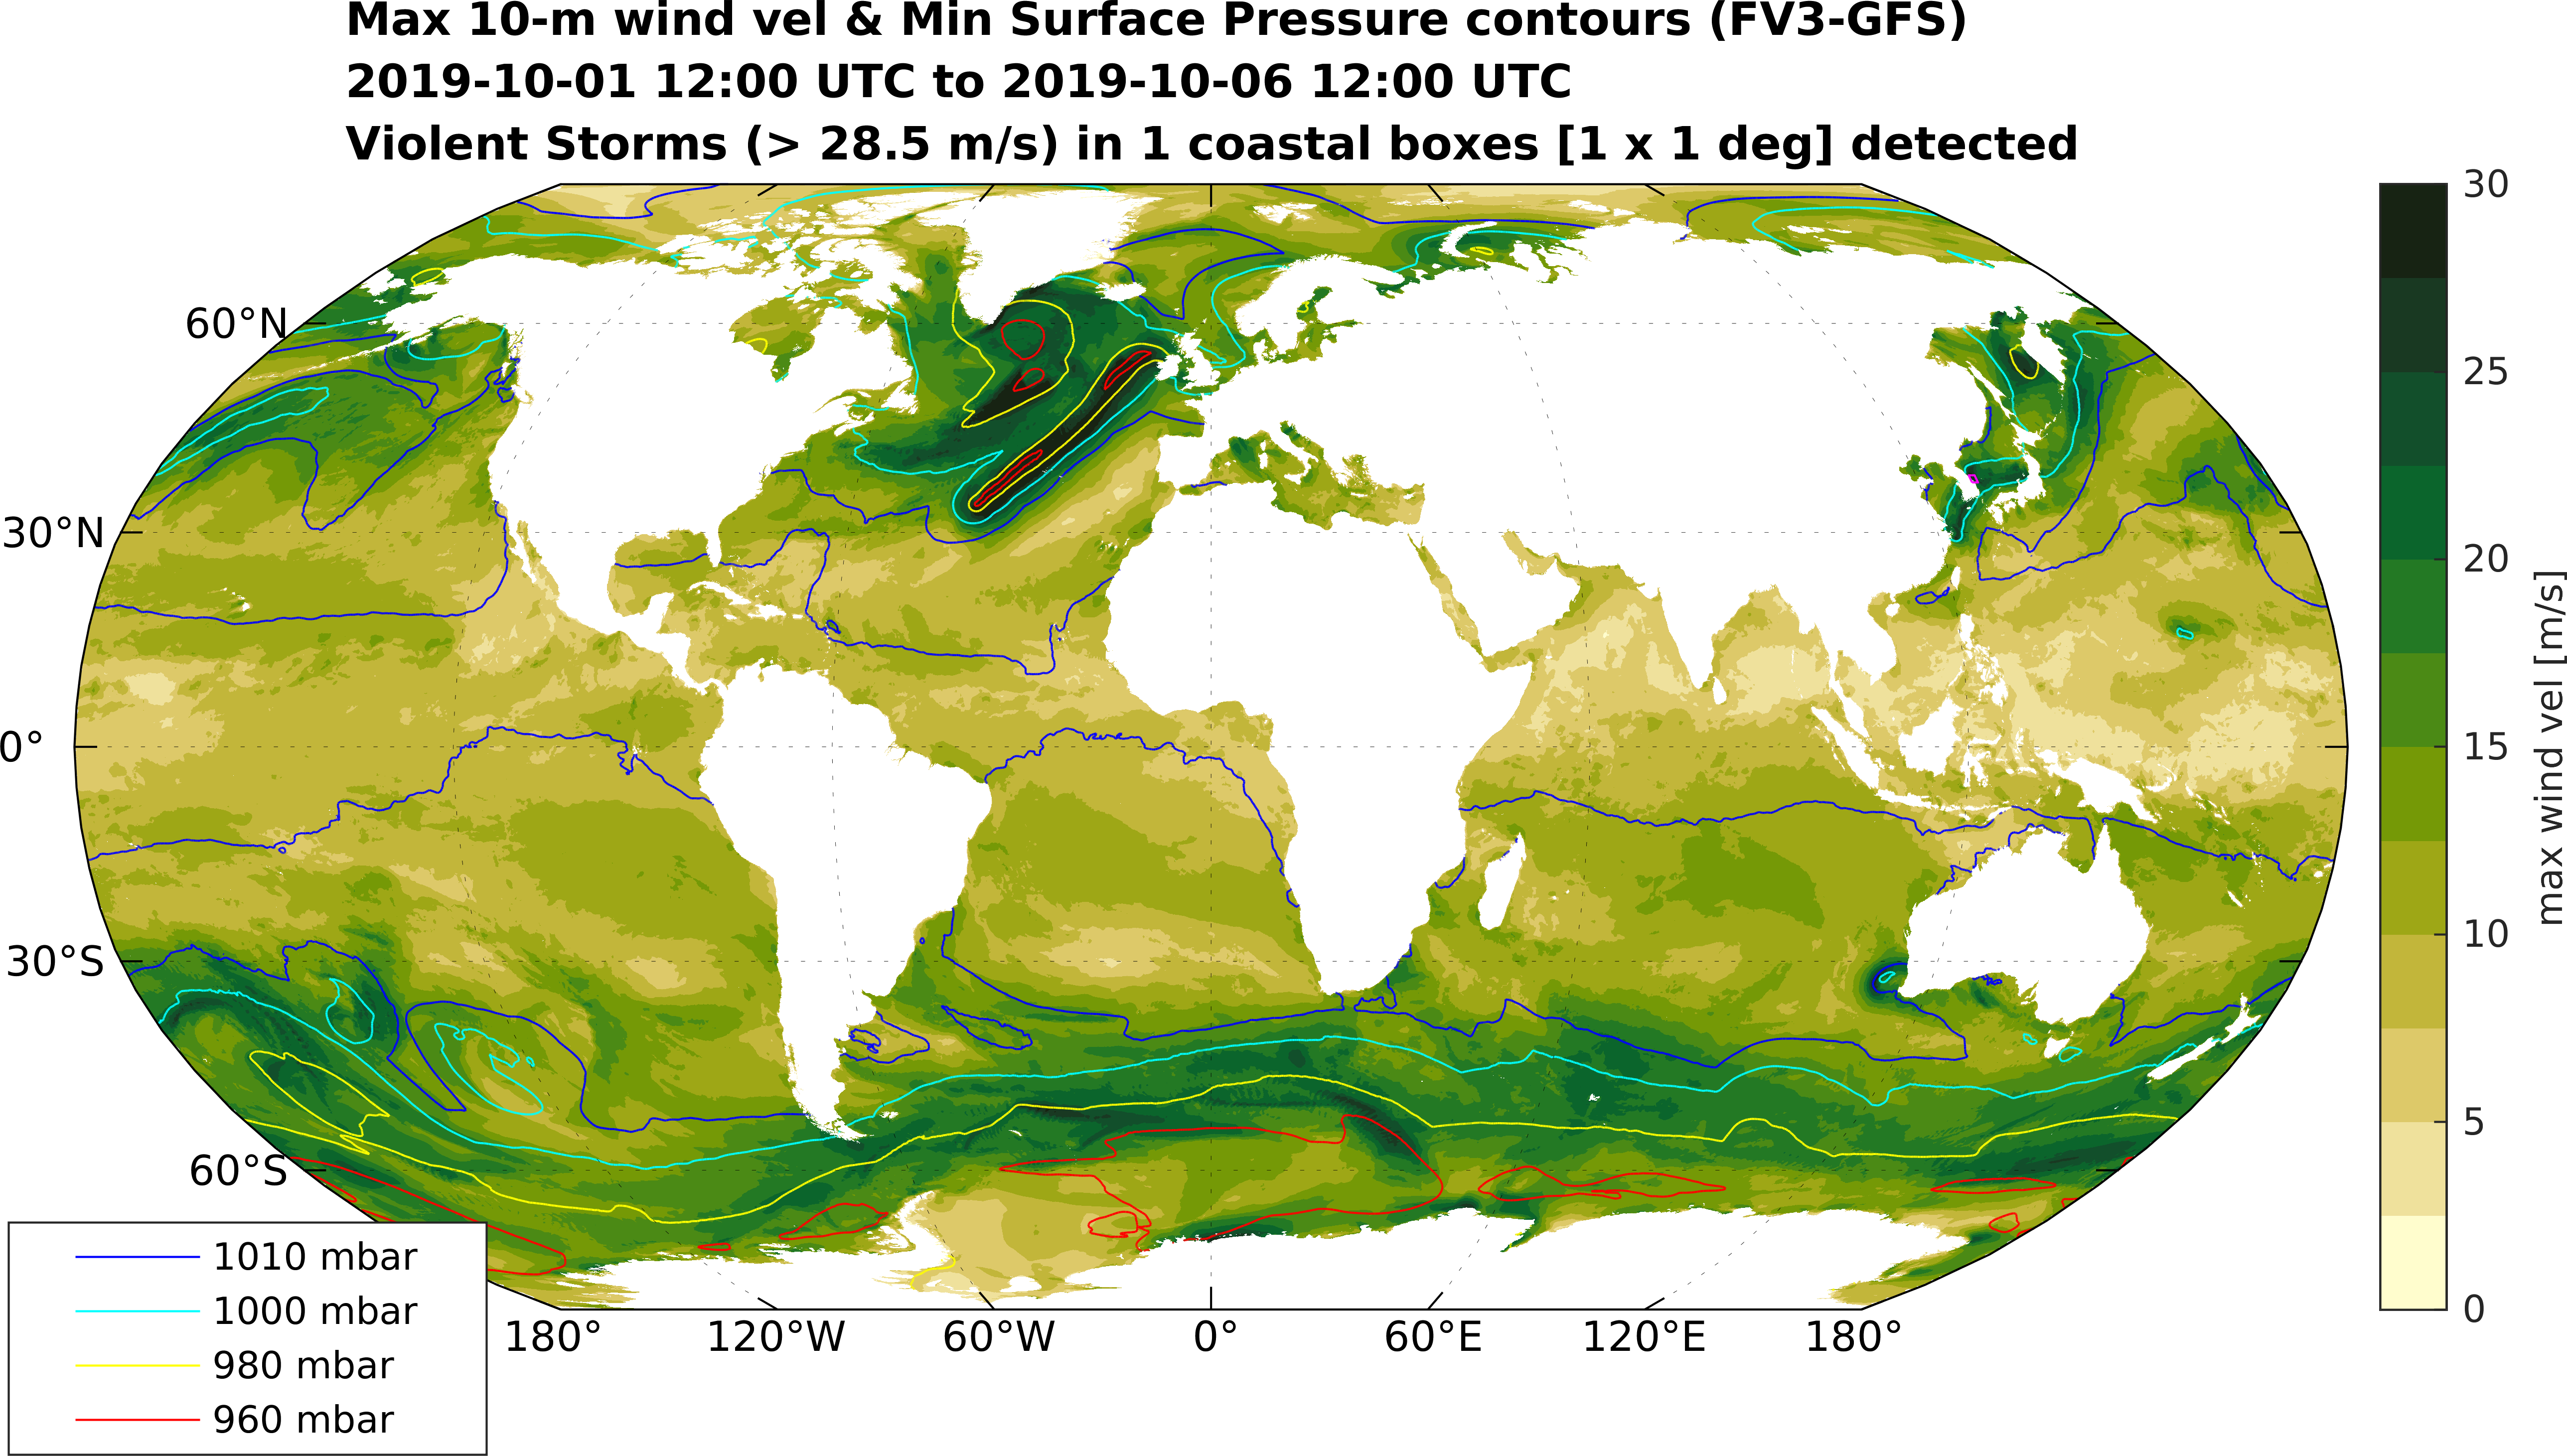 Max 10-m wind vel & Min Surface Pressure contours (FV3-GFS)
2019-10-01 12:00 UTC to 2019-10-06 12:00 UTC
Violent Storms (> 28.5 m/s) in 1 coastal boxes [1 x 1 deg] detected
60°N
30°N
0°
30°S
60°S
180°
120°W
60°W
0°
60°E
120°E
180°
1010 mbar
1000 mbar
980 mbar
960 mbar
30
25
20
15
10
5
0
max wind vel [m/s]